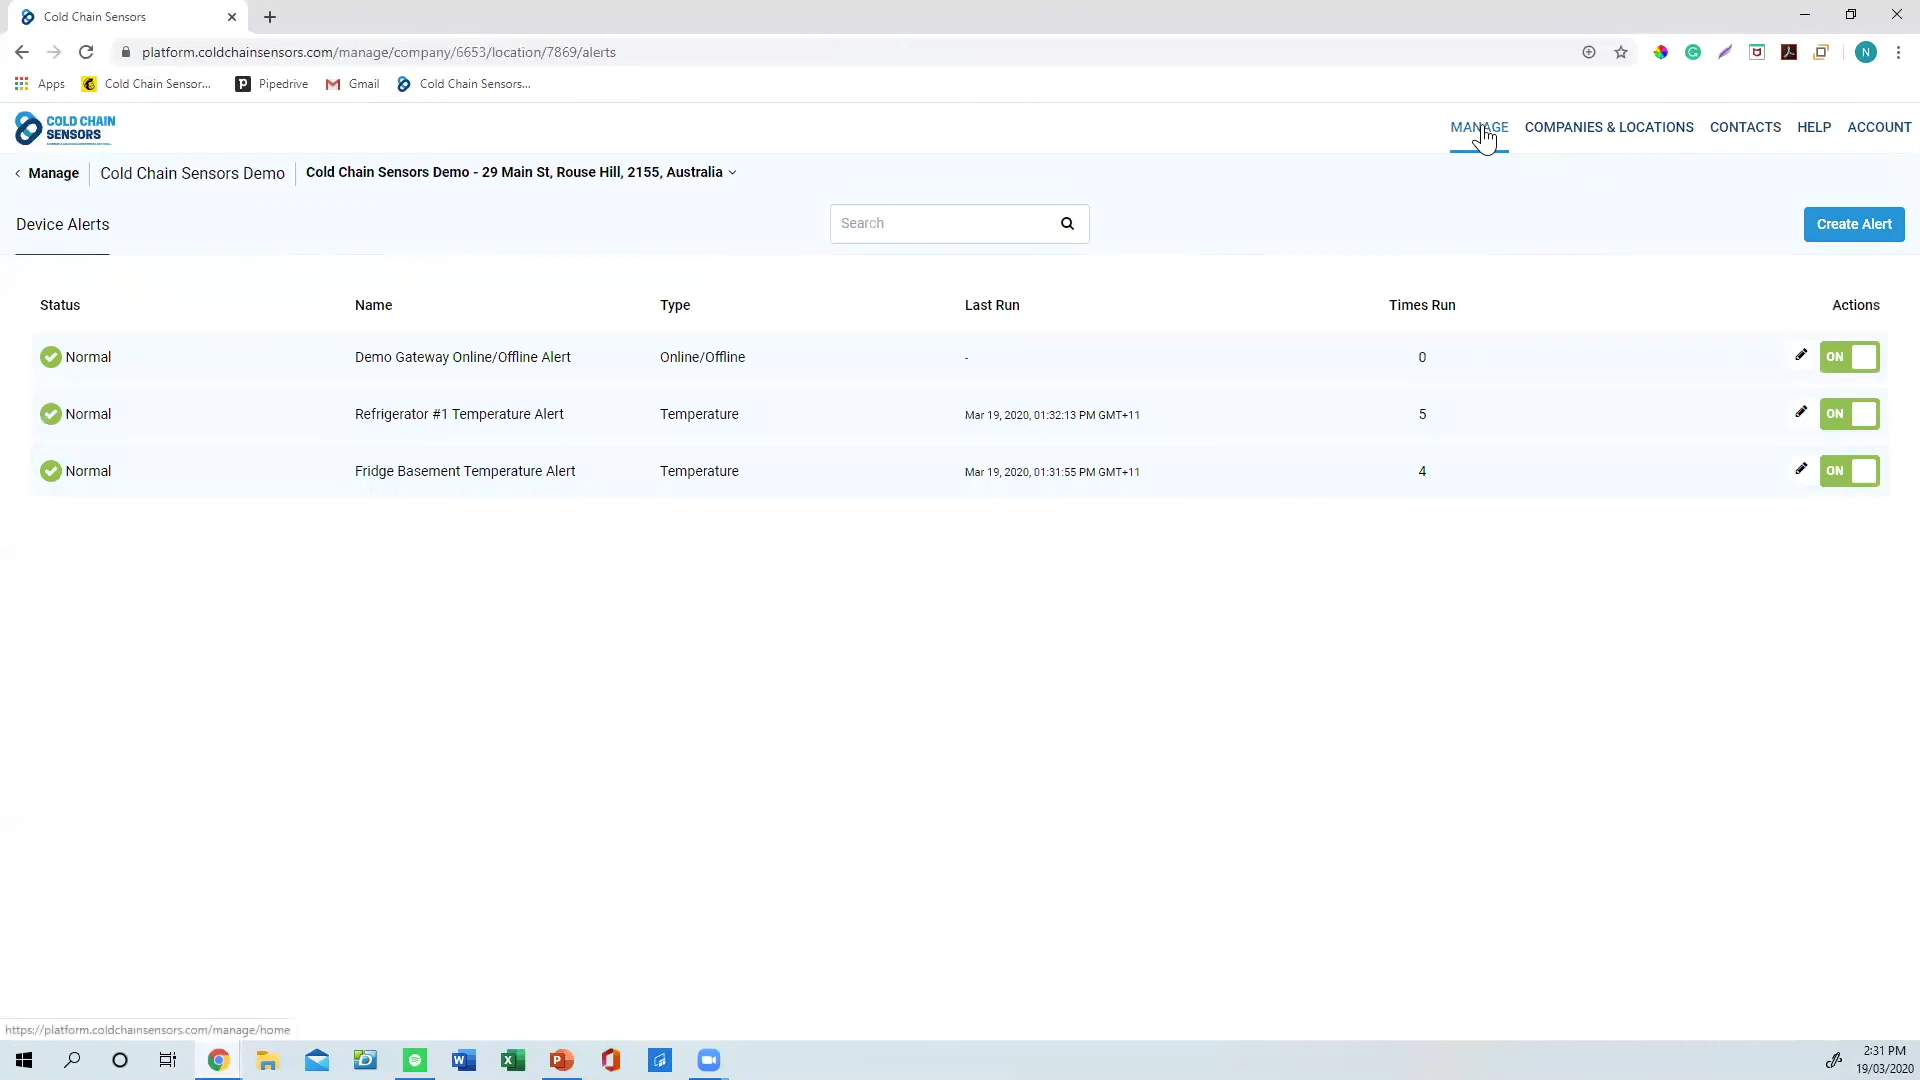 Cold Chain Sensors
platform.coldchainsensors.com/manage/company/6653/location/7869/alerts
N
Apps
Cold Chain Sensor...
Pipedrive
Gmail
Cold Chain Sensors...
COLD CHAIN
SENSORS
MANAGE
COMPANIES & LOCATIONS
CONTACTS
HELP
ACCOUNT
Manage
Cold Chain Sensors Demo
Cold Chain Sensors Demo - 29 Main St, Rouse Hill, 2155, Australia
Device Alerts
Search
Create Alert
Status Name Type Last Run Times Run Actions
Normal Demo Gateway Online/Offline Alert Online/Offline - 0 ON
Normal Refrigerator #1 Temperature Alert Temperature Mar 19, 2020, 01:32:13 PM GMT+11 5 ON
Normal Fridge Basement Temperature Alert Temperature Mar 19, 2020, 01:31:55 PM GMT+11 4 ON
https://platform.coldchainsensors.com/manage/home
2:31 PM
19/03/2020